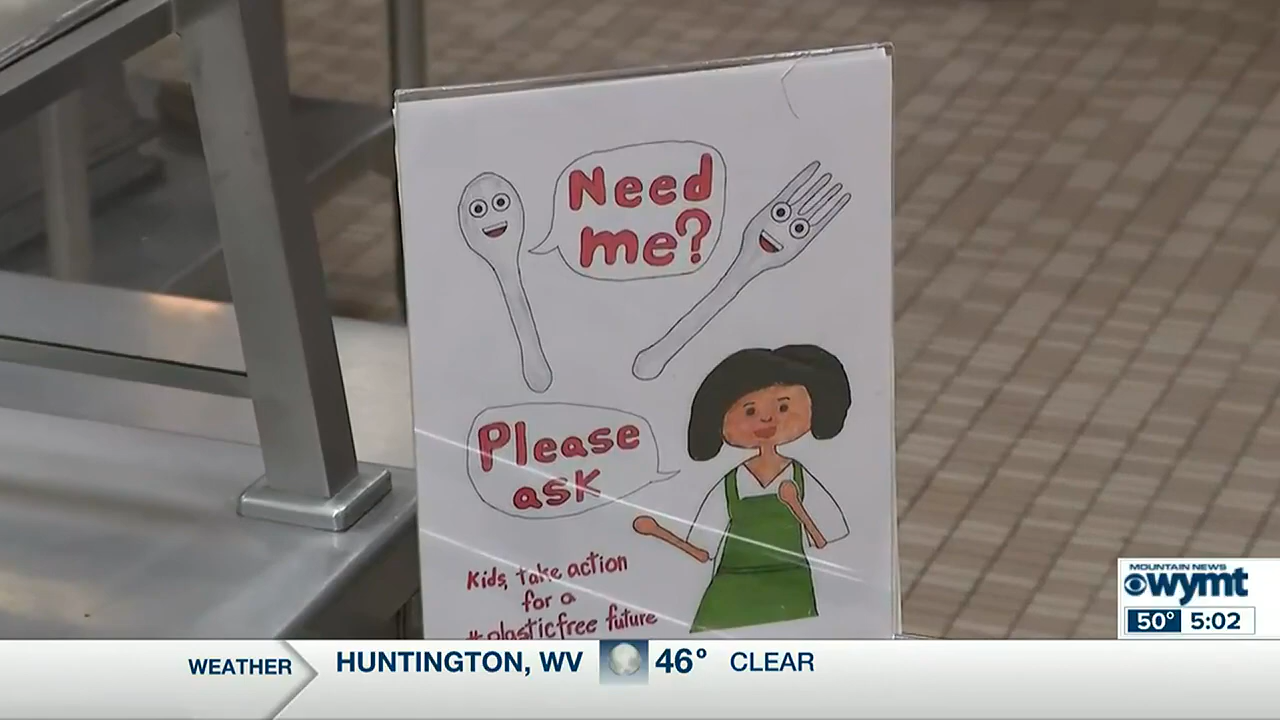 Need
me?
Please
ask
Kids, take action
for a
#plasticfree future
MOUNTAIN NEWS
wymt
50° 5:02
WEATHER HUNTINGTON, WV 46° CLEAR